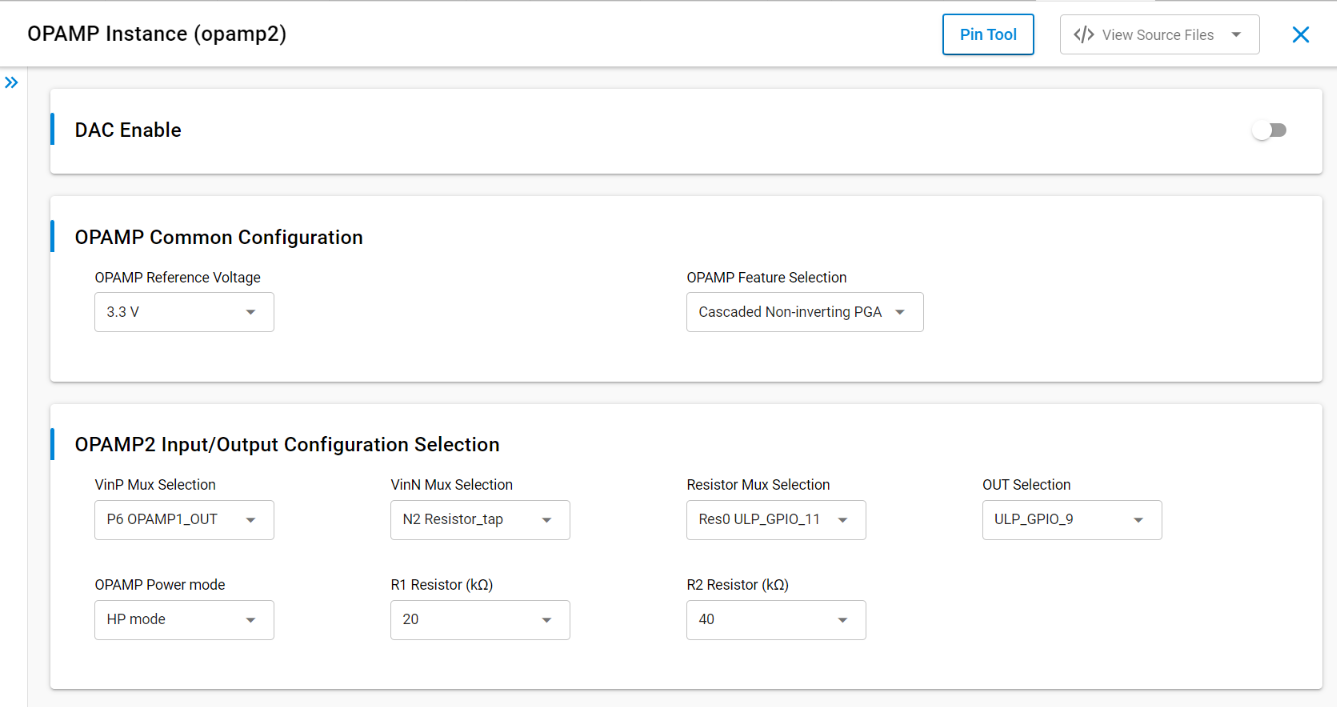 OPAMP Instance (opamp2)
Pin Tool
</> View Source Files
DAC Enable
OPAMP Common Configuration
OPAMP Reference Voltage
OPAMP Feature Selection
3.3 V
Cascaded Non-inverting PGA
OPAMP2 Input/Output Configuration Selection
VinP Mux Selection
VinN Mux Selection
Resistor Mux Selection
OUT Selection
P6 OPAMP1_OUT
N2 Resistor_tap
Res0 ULP_GPIO_11
ULP_GPIO_9
OPAMP Power mode
R1 Resistor (kΩ)
R2 Resistor (kΩ)
HP mode
20
40